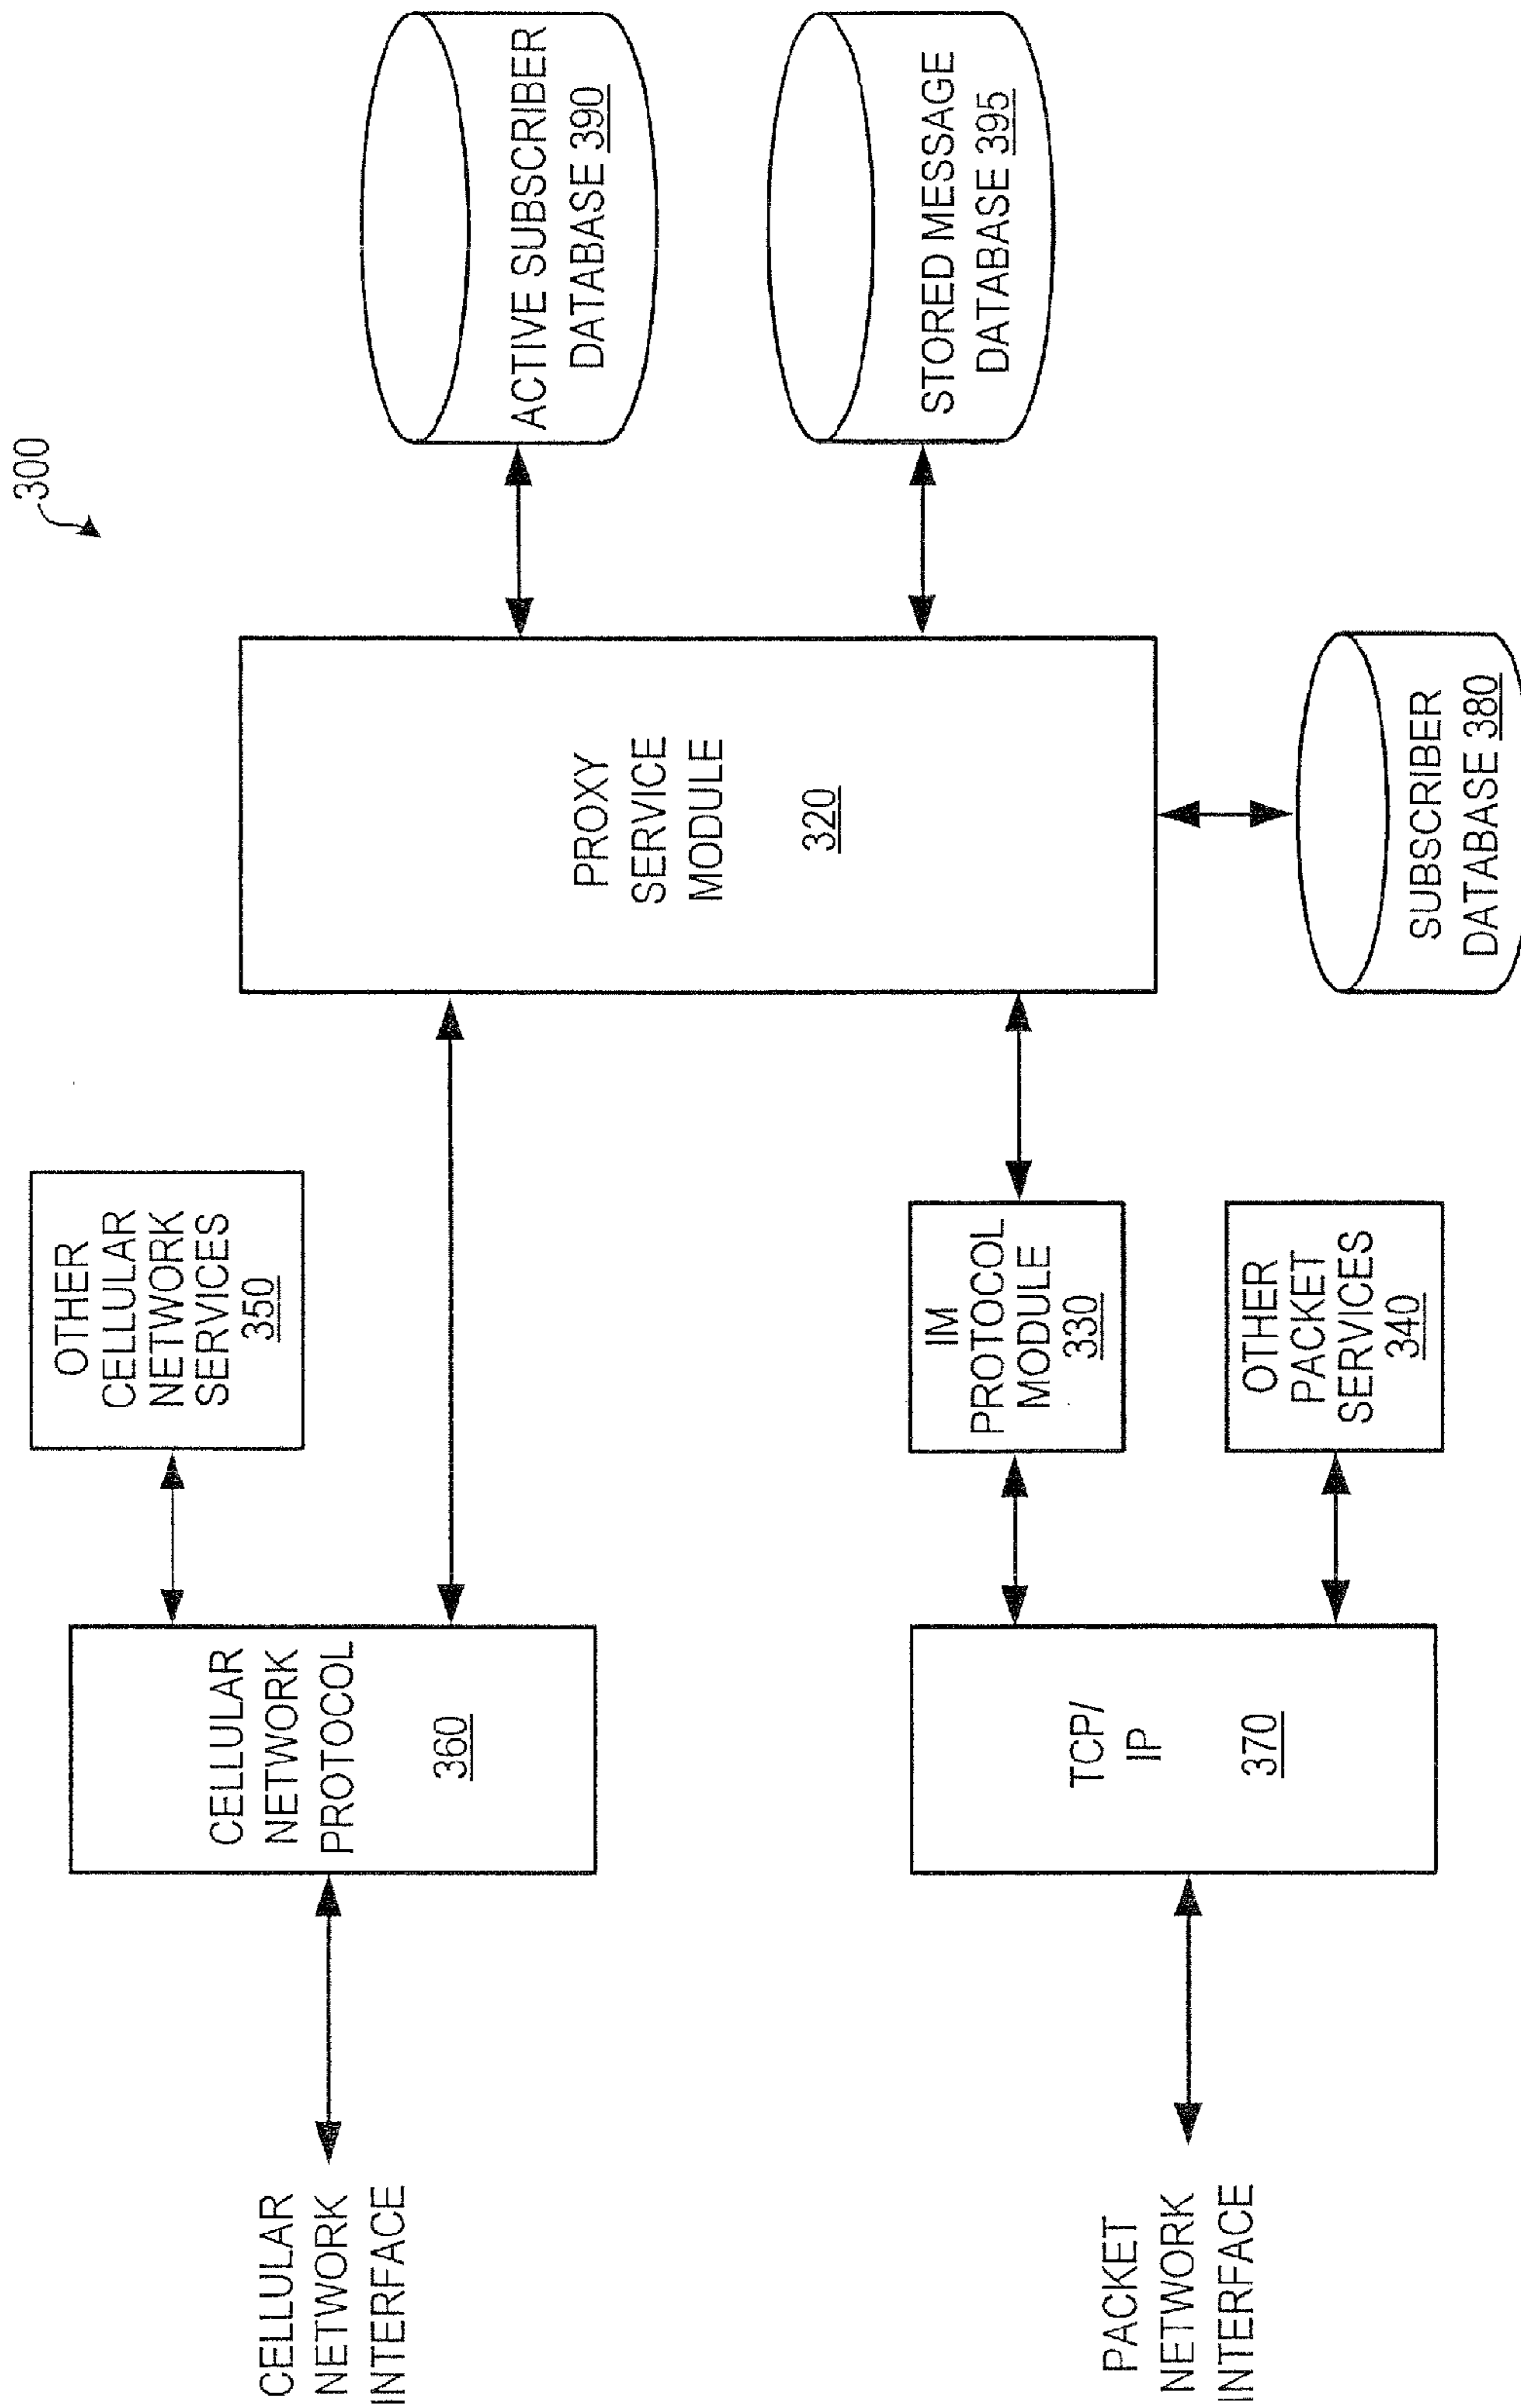 300
CELLULAR
NETWORK
INTERFACE
CELLULAR
NETWORK
PROTOCOL
360
OTHER
CELLULAR
NETWORK
SERVICES
350
PROXY
SERVICE
MODULE
320
ACTIVE SUBSCRIBER
DATABASE 390
STORED MESSAGE
DATABASE 395
PACKET
NETWORK
INTERFACE
TCP/
IP
370
IM
PROTOCOL
MODULE
330
OTHER
PACKET
SERVICES
340
SUBSCRIBER
DATABASE 380